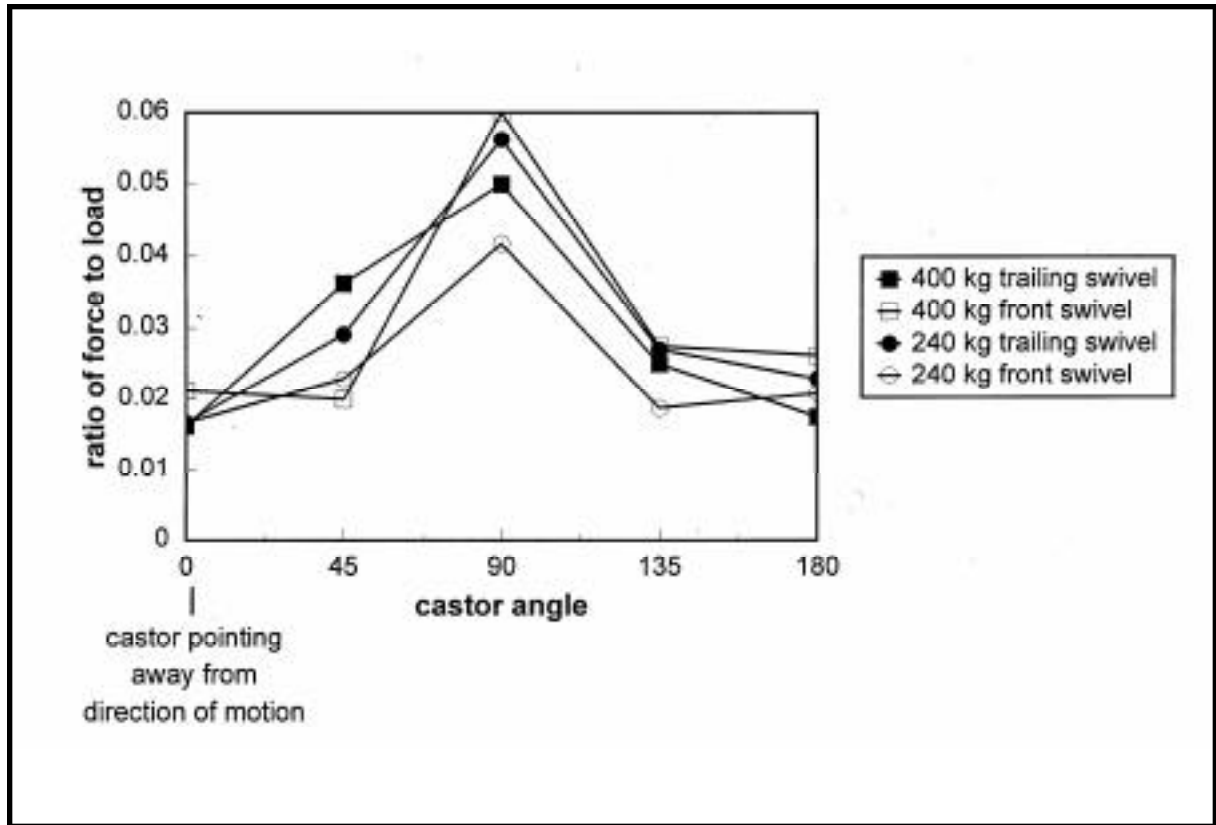 0.06
0.05
0.04
0.03
0.02
0.01
0
ratio of force to load
0 45 90 135 180
castor angle
castor pointing
away from
direction of motion
400 kg trailing swivel
400 kg front swivel
240 kg trailing swivel
240 kg front swivel